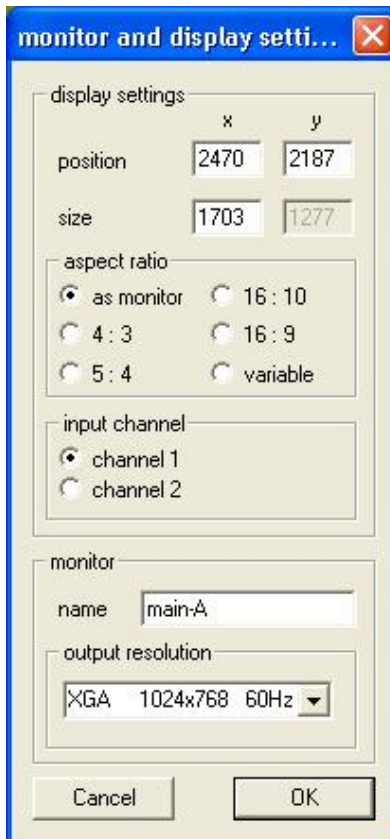 monitor and display setti...
display settings
x y
position 2470 2187
size 1703 1277
aspect ratio
as monitor 16 : 10
4 : 3 16 : 9
5 : 4 variable
input channel
channel 1
channel 2
monitor
name main-A
output resolution
XGA 1024x768 60Hz
Cancel OK